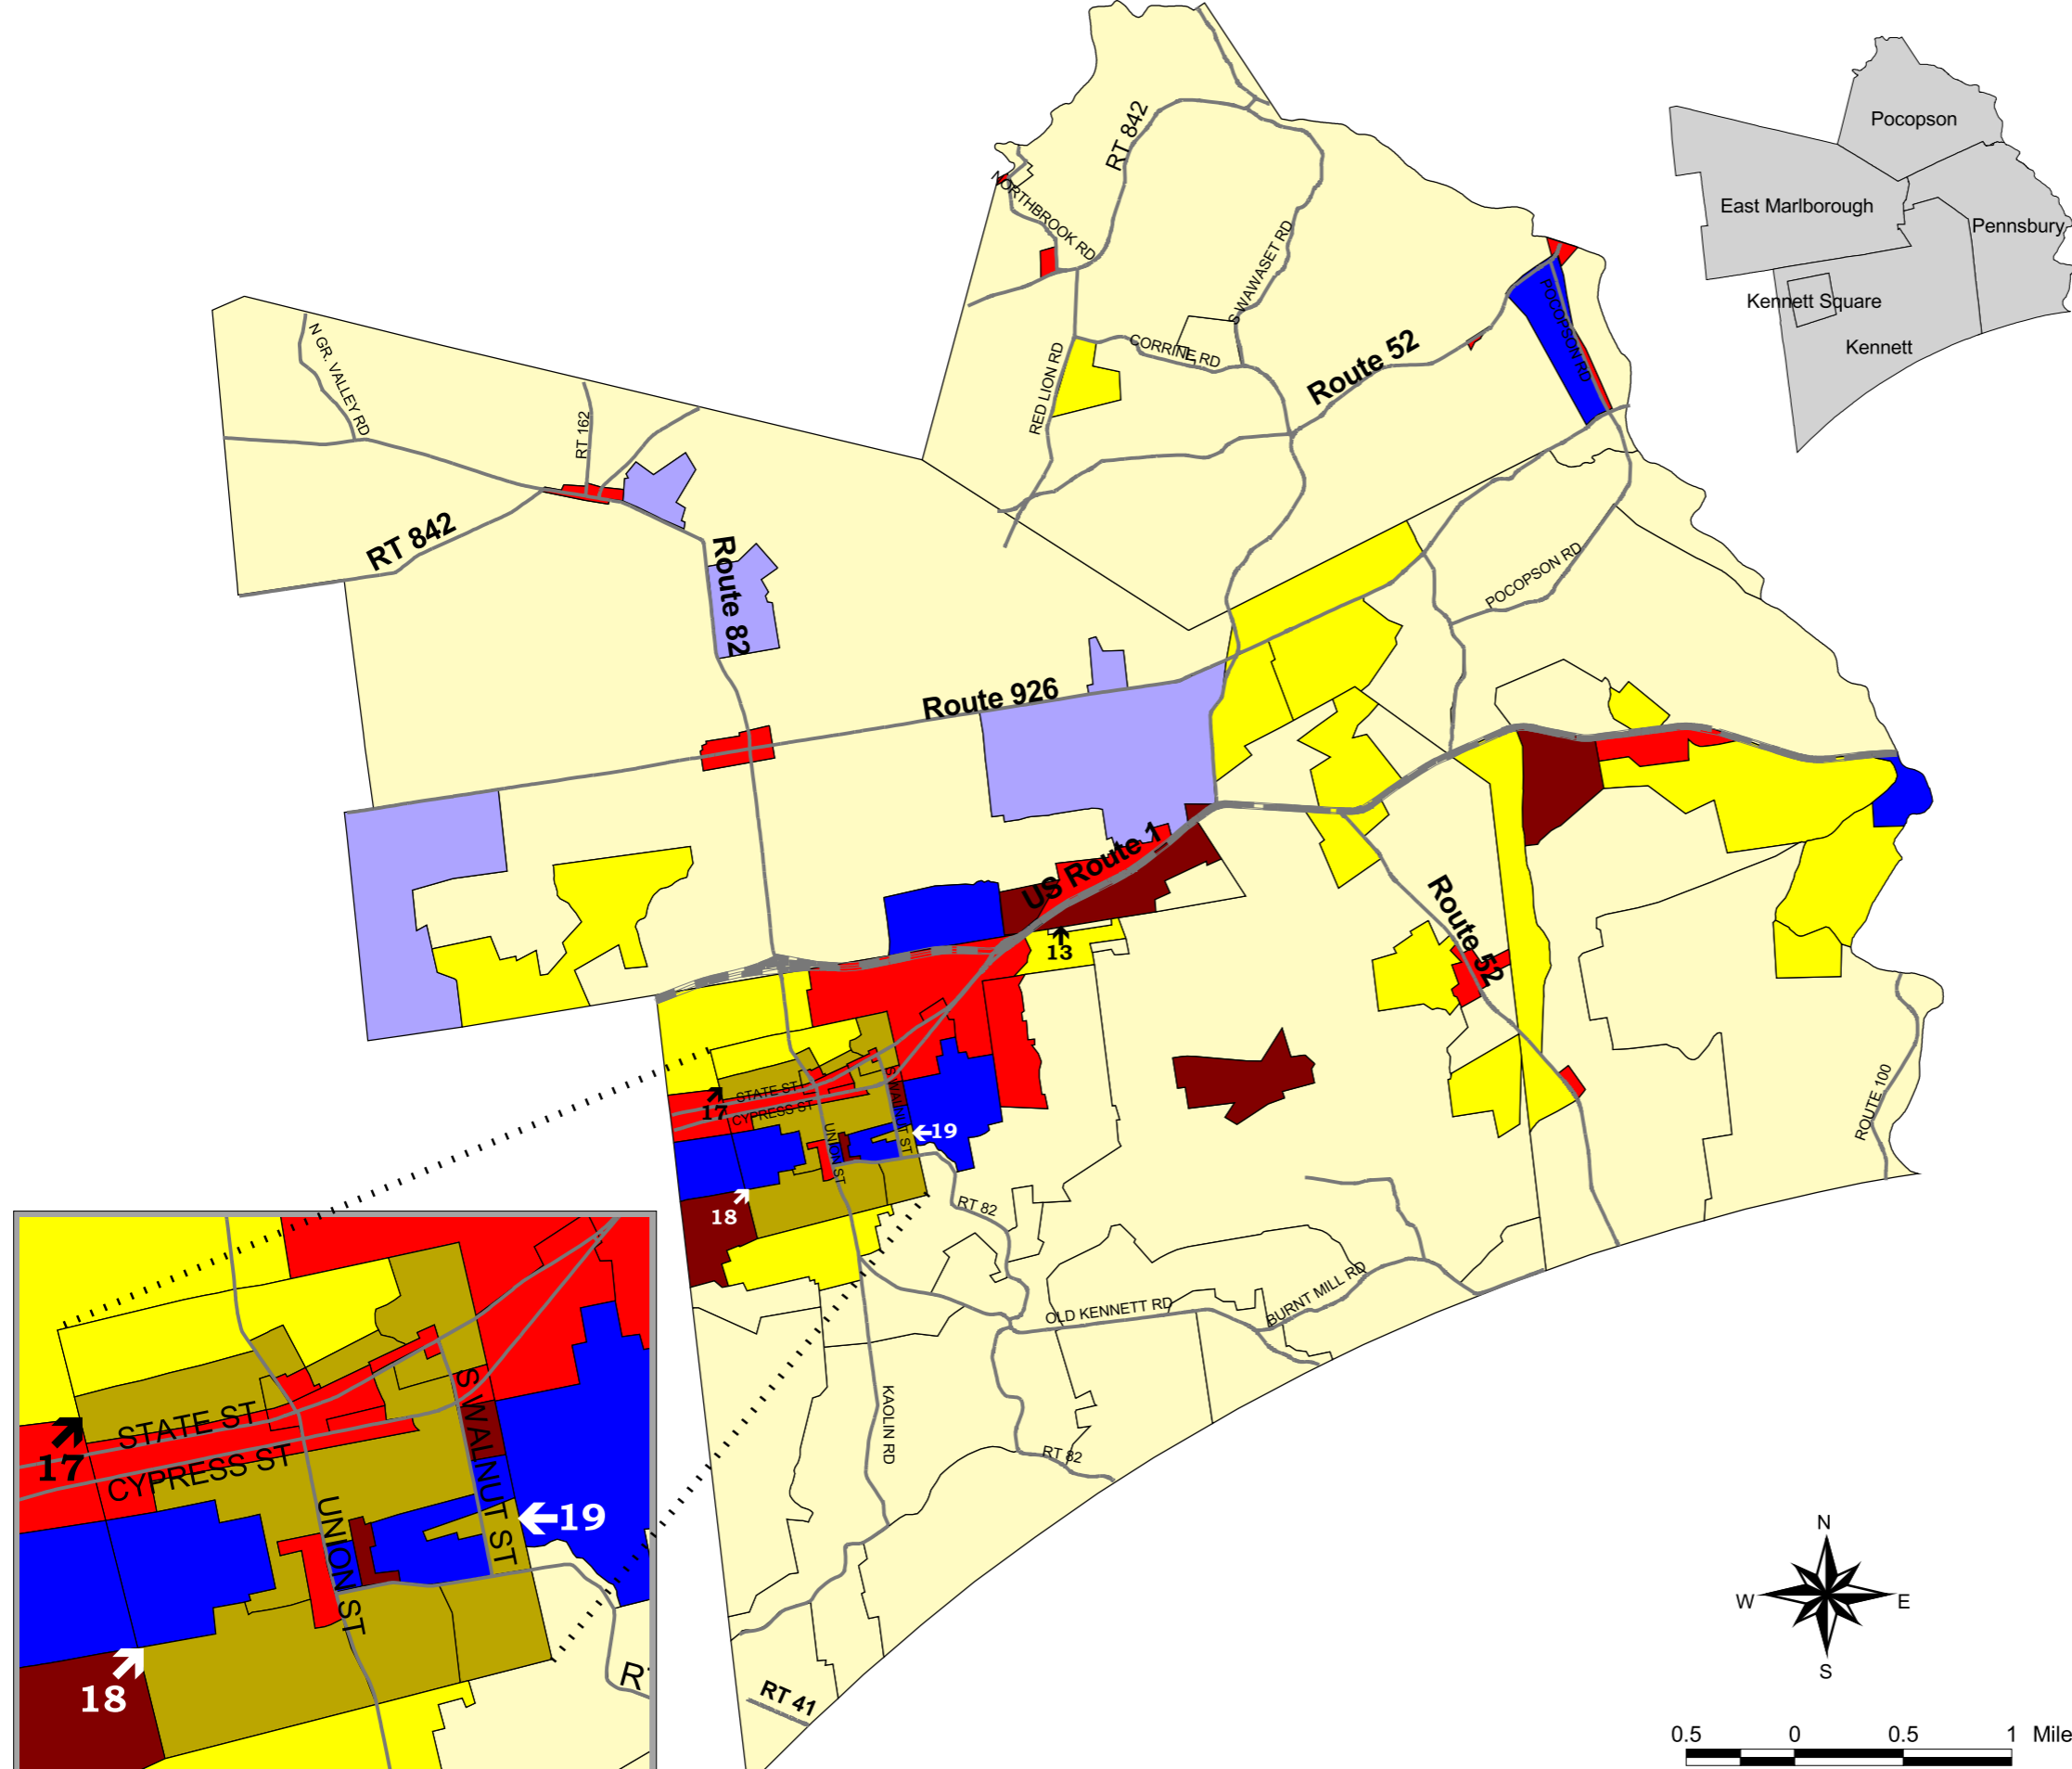 RT 842
NORTHBROOK RD
S WAWASET RD
POCOPSON RD
Pocopson
East Marlborough
Pennsbury
Kennett Square
Kennett
N GR. VALLEY RD
RT 162
RED LION RD
CORRINE RD
Route 52
RT 842
Route 82
POCOPSON RD
Route 926
US Route 1
13
Route 52
STATE ST
17
CYPRESS ST
S WALNUT ST
UNION ST
19
18
RT 82
ROUTE 100
OLD KENNETT RD
BURNT MILL RD
KAOLIN RD
RT 82
RT 41
STATE ST
17
CYPRESS ST
S WALNUT ST
UNION ST
19
18
N
W E
S
0.5 0 0.5 1 Mile